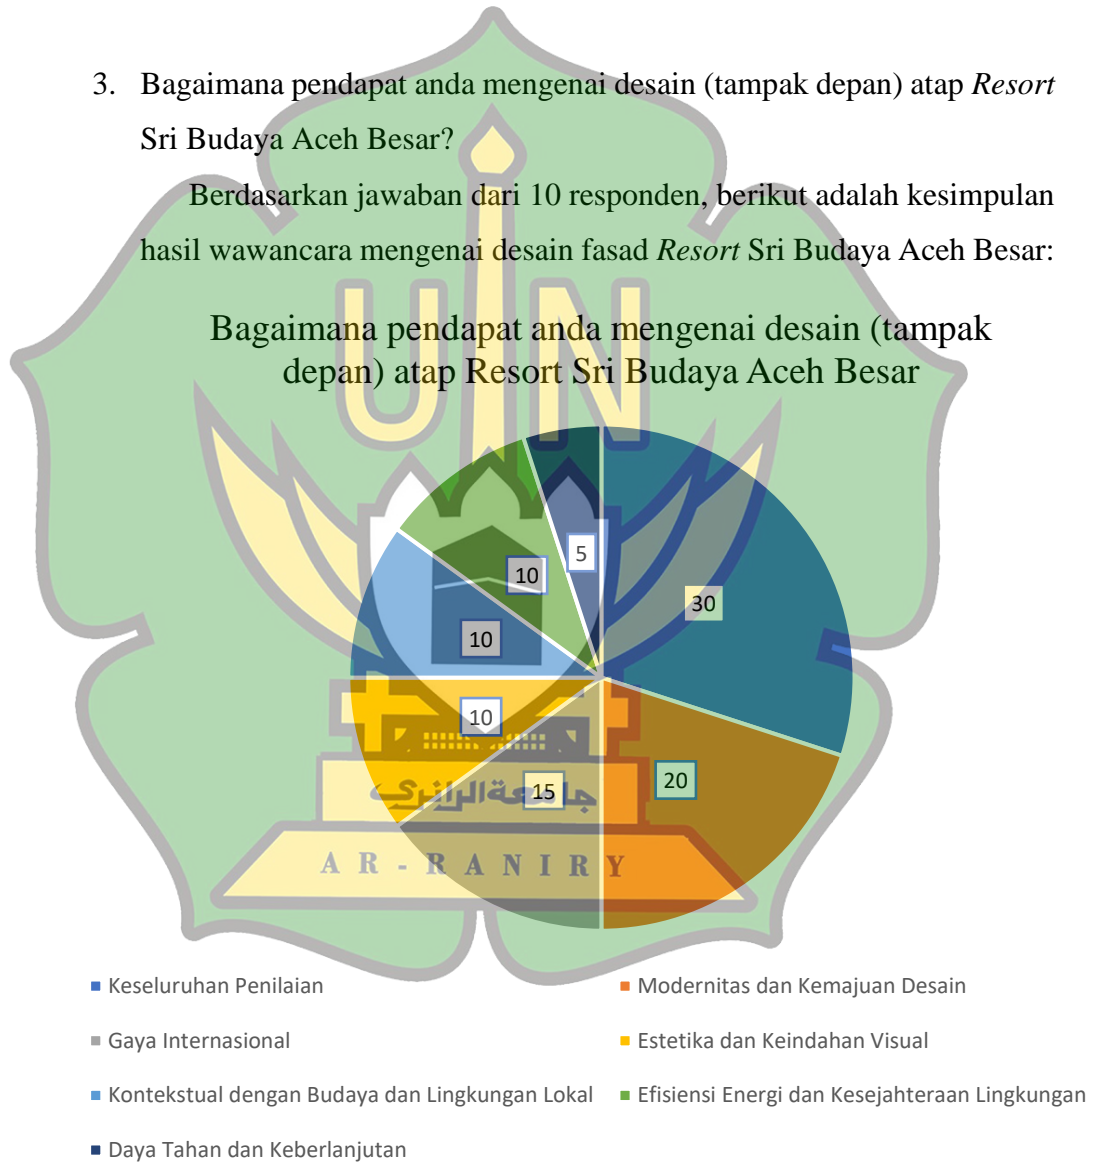 3. Bagaimana pendapat anda mengenai desain (tampak depan) atap Resort
Sri Budaya Aceh Besar?
Berdasarkan jawaban dari 10 responden, berikut adalah kesimpulan
hasil wawancara mengenai desain fasad Resort Sri Budaya Aceh Besar:
Bagaimana pendapat anda mengenai desain (tampak
depan) atap Resort Sri Budaya Aceh Besar
UIN
5
10
30
10
10
20
15
جامعة الرانري
AR-RANIRY
Keseluruhan Penilaian
Modernitas dan Kemajuan Desain
Gaya Internasional
Estetika dan Keindahan Visual
Kontekstual dengan Budaya dan Lingkungan Lokal
Efisiensi Energi dan Kesejahteraan Lingkungan
Daya Tahan dan Keberlanjutan